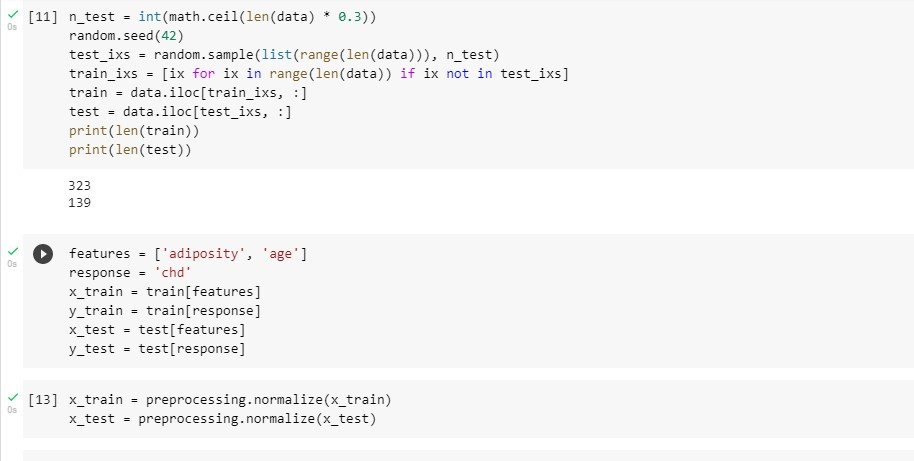 [11] n_test = int(math.ceil(len(data) * 0.3))
0s
random.seed(42)
test_ixs = random.sample(list(range(len(data))), n_test)
train_ixs = [ix for ix in range(len(data)) if ix not in test_ixs]
train = data.iloc[train_ixs, :]
test = data.iloc[test_ixs, :]
print(len(train))
print(len(test))
323
139
features = ['adiposity', 'age']
0s
response = 'chd'
x_train = train[features]
y_train = train[response]
x_test = test[features]
y_test = test[response]
[13] x_train = preprocessing.normalize(x_train)
0s
x_test = preprocessing.normalize(x_test)